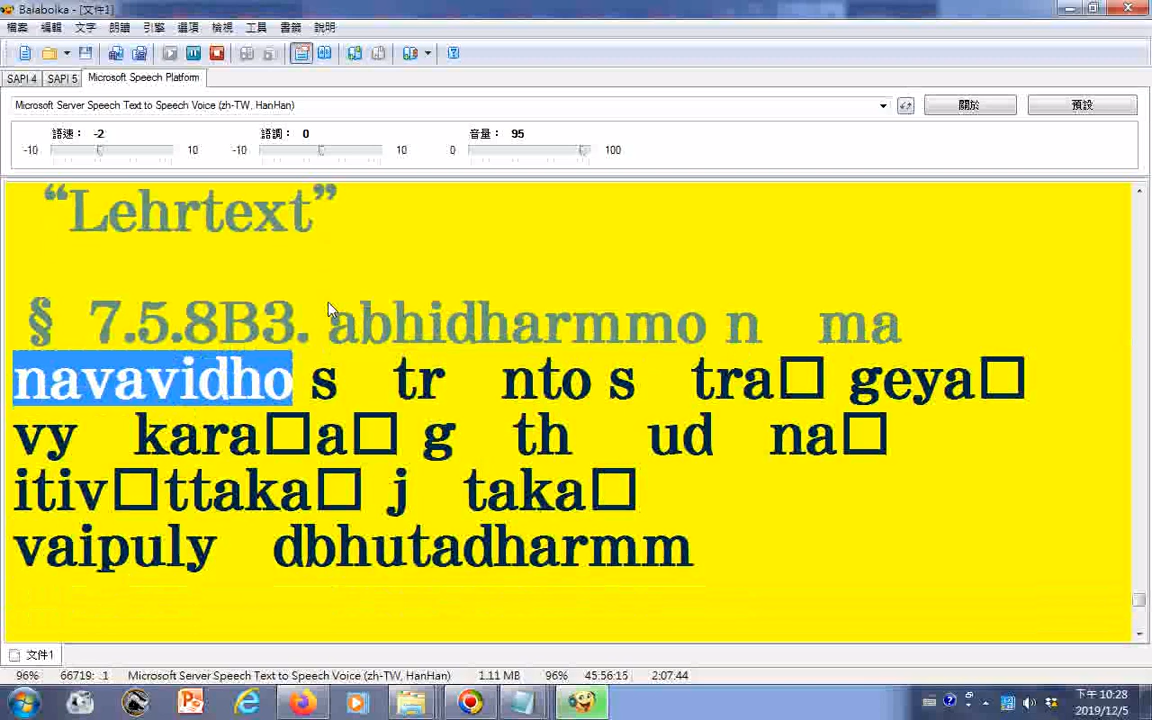 Balabolka - [文件1]
檔案 編輯 文字 朗讀 引擎 選項 檢視 工具 書籤 說明
SAPI 4 SAPI 5 Microsoft Speech Platform
Microsoft Server Speech Text to Speech Voice (zh-TW, HanHan) 關於 預設
語速： -2 語調： 0 音量： 95
-10 10 -10 10 0 100
“Lehrtext”
§ 7.5.8B3. abhidharmmo n ma
navavidho s tr nto s tra□ geya□
vy kara□a□ g th ud na□
itiv□ttaka□ j taka□
vaipuly dbhutadharmm
文件1
96% 66719: 1 Microsoft Server Speech Text to Speech Voice (zh-TW, HanHan) 1.11 MB 96% 45:56:15 2:07.44
下午 10:28
2019/12/5